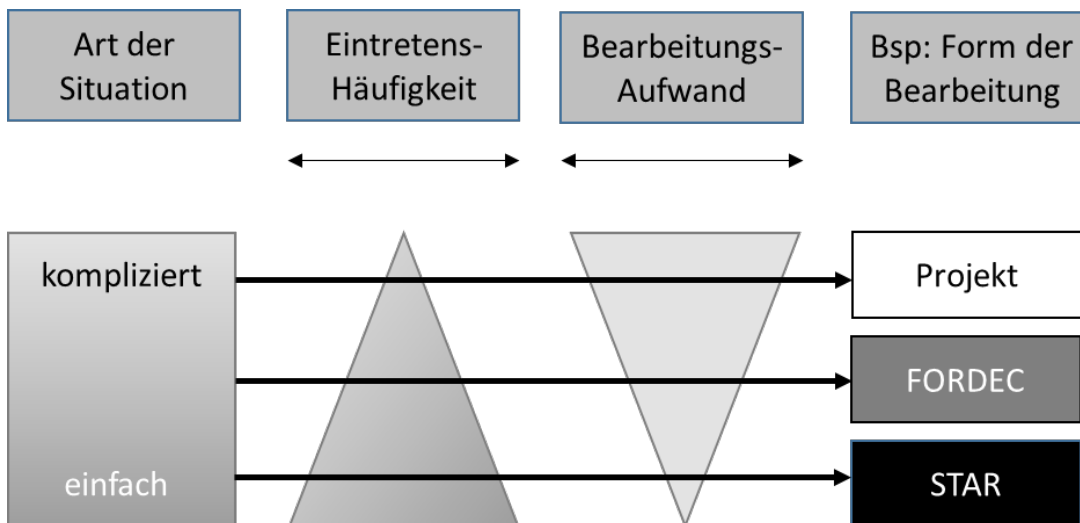 Art der
Situation
Eintretens-
Häufigkeit
Bearbeitungs-
Aufwand
Bsp: Form der
Bearbeitung
kompliziert
Projekt
FORDEC
einfach
STAR